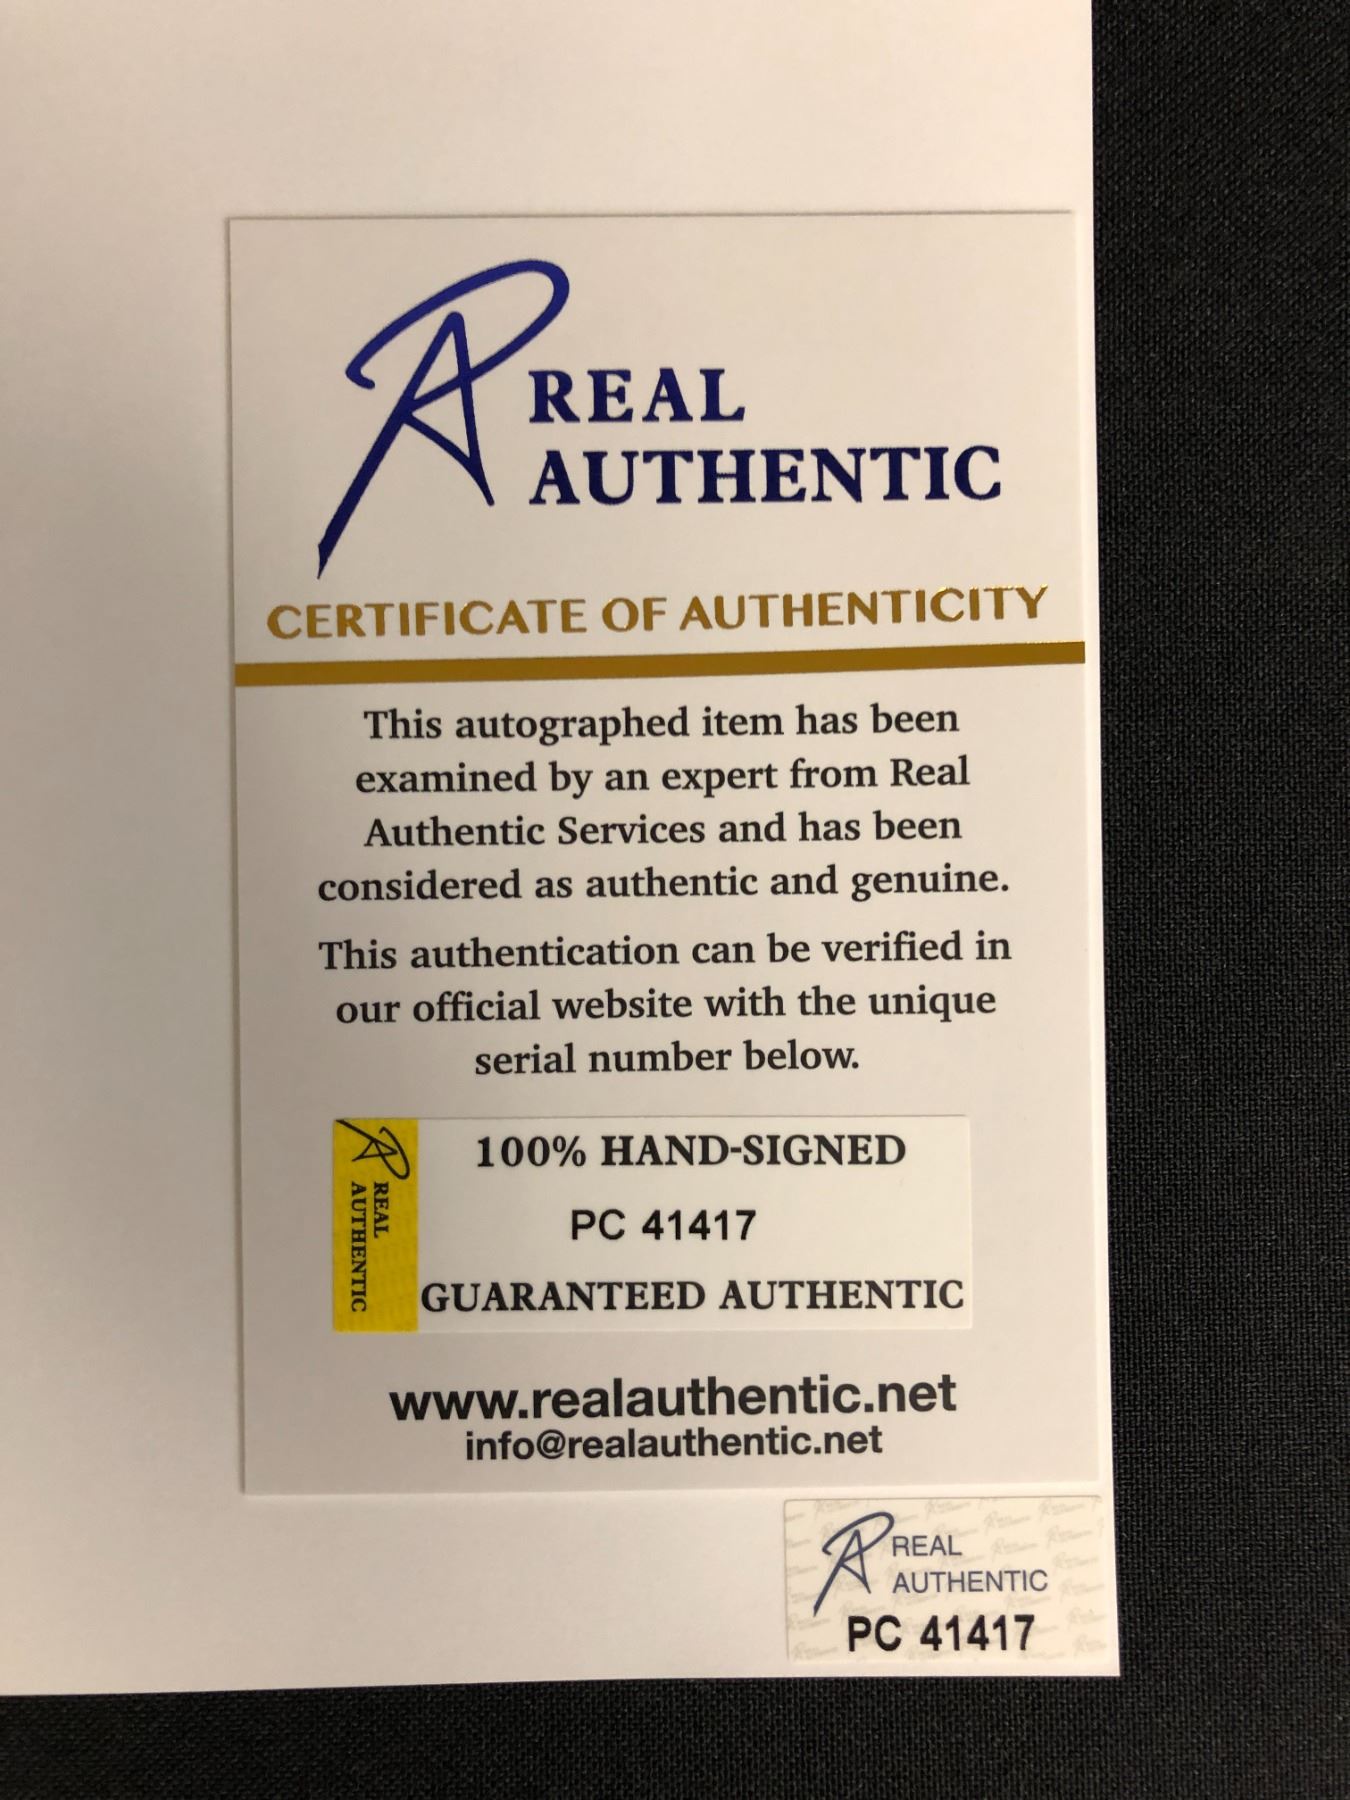 REAL
AUTHENTIC
CERTIFICATE OF AUTHENTICITY
This autographed item has been
examined by an expert from Real
Authentic Services and has been
considered as authentic and genuine.
This authentication can be verified in
our official website with the unique
serial number below.
REAL
AUTHENTIC
100% HAND-SIGNED
PC 41417
GUARANTEED AUTHENTIC
www.realauthentic.net
info@realauthentic.net
REAL
AUTHENTIC
PC 41417